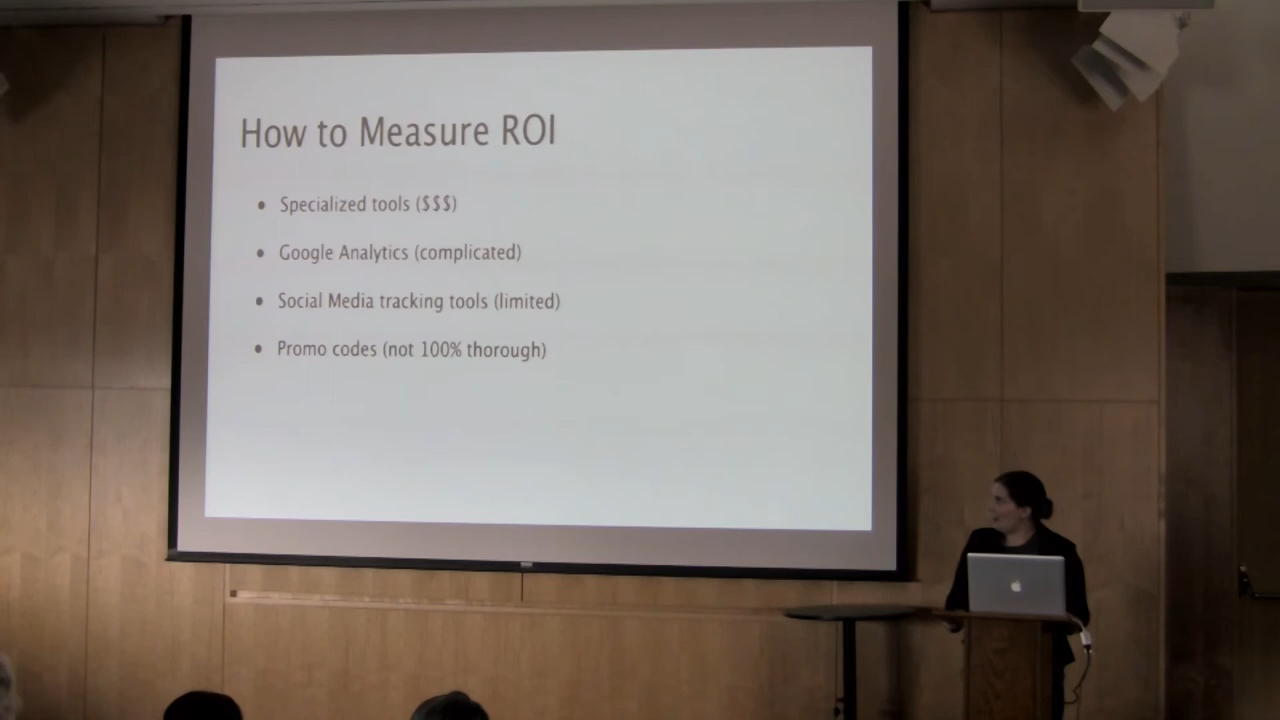 How to Measure ROI
• Specialized tools ($$$)
• Google Analytics (complicated)
• Social Media tracking tools (limited)
• Promo codes (not 100% thorough)